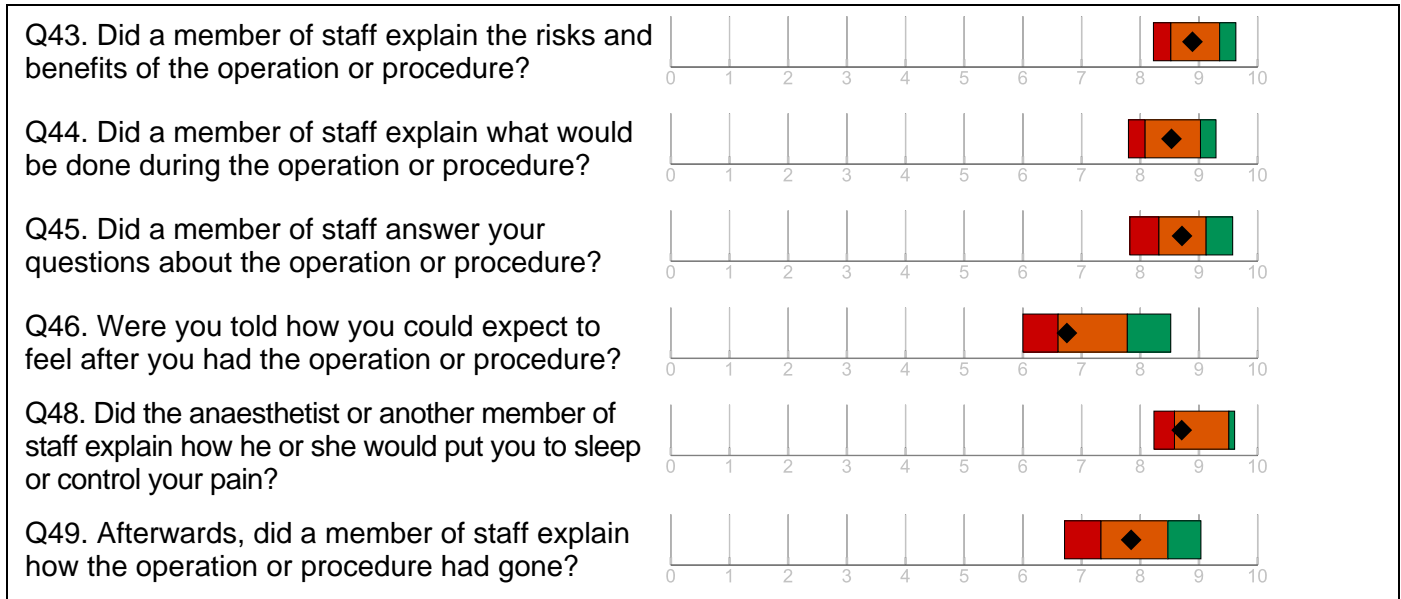 Q43. Did a member of staff explain the risks and
benefits of the operation or procedure?
0 1 2 3 4 5 6 7 8 9 10
Q44. Did a member of staff explain what would
be done during the operation or procedure?
0 1 2 3 4 5 6 7 8 9 10
Q45. Did a member of staff answer your
questions about the operation or procedure?
0 1 2 3 4 5 6 7 8 9 10
Q46. Were you told how you could expect to
feel after you had the operation or procedure?
0 1 2 3 4 5 6 7 8 9 10
Q48. Did the anaesthetist or another member of
staff explain how he or she would put you to sleep
or control your pain?
0 1 2 3 4 5 6 7 8 9 10
Q49. Afterwards, did a member of staff explain
how the operation or procedure had gone?
0 1 2 3 4 5 6 7 8 9 10